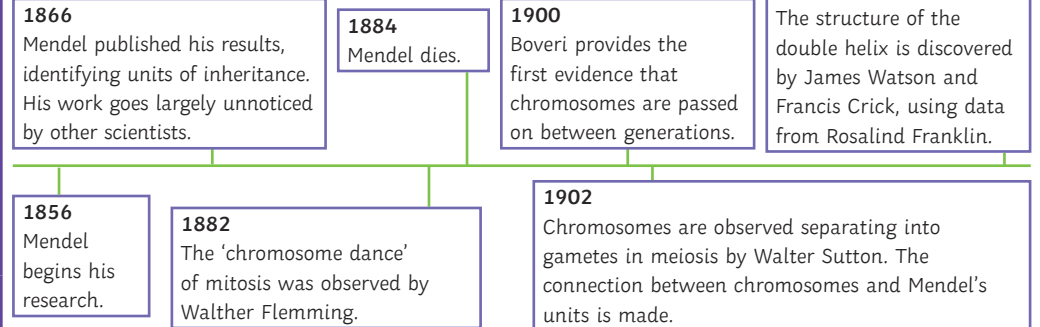 1866
Mendel published his results,
identifying units of inheritance.
His work goes largely unnoticed
by other scientists.
1884
Mendel dies.
1900
Boveri provides the
first evidence that
chromosomes are passed
on between generations.
The structure of the
double helix is discovered
by James Watson and
Francis Crick, using data
from Rosalind Franklin.
1856
Mendel
begins his
research.
1882
The ‘chromosome dance’
of mitosis was observed by
Walther Flemming.
1902
Chromosomes are observed separating into
gametes in meiosis by Walter Sutton. The
connection between chromosomes and Mendel’s
units is made.